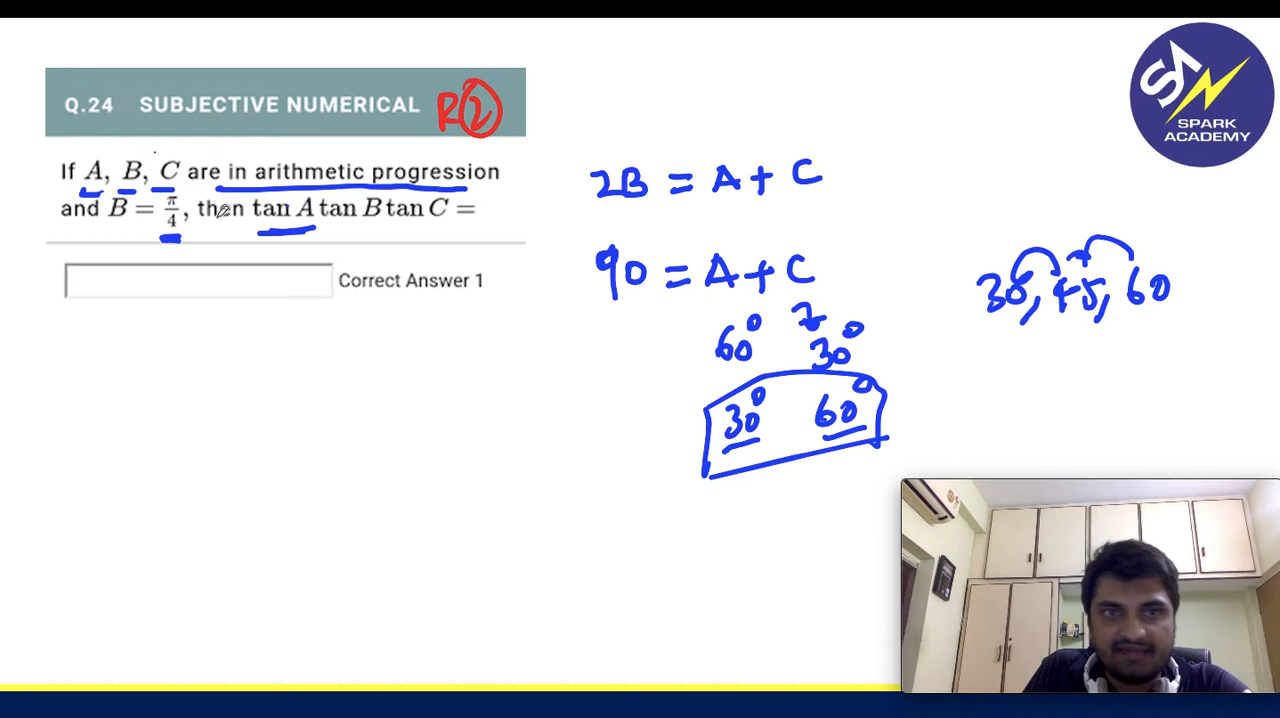 SPARK
ACADEMY
Q.24 SUBJECTIVE NUMERICAL R②
If A, B, C are in arithmetic progression
and B = π/4, then tan A tan B tan C =
Correct Answer 1
2B = A + C
90 = A + C
60° 30°
30° 60°
30, 45, 60